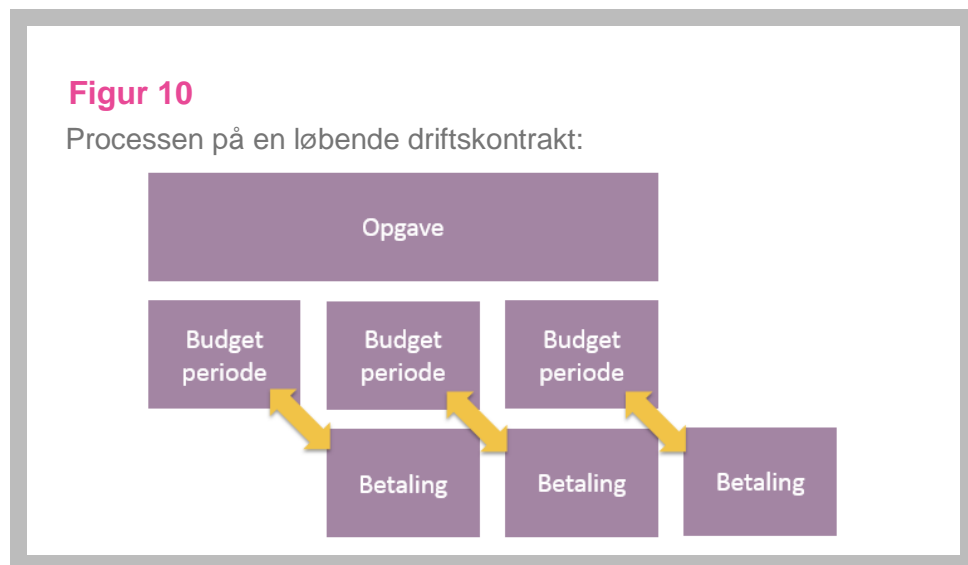 Figur 10
Processen på en løbende driftskontrakt:
Opgave
Budget
periode
Budget
periode
Budget
periode
Betaling
Betaling
Betaling